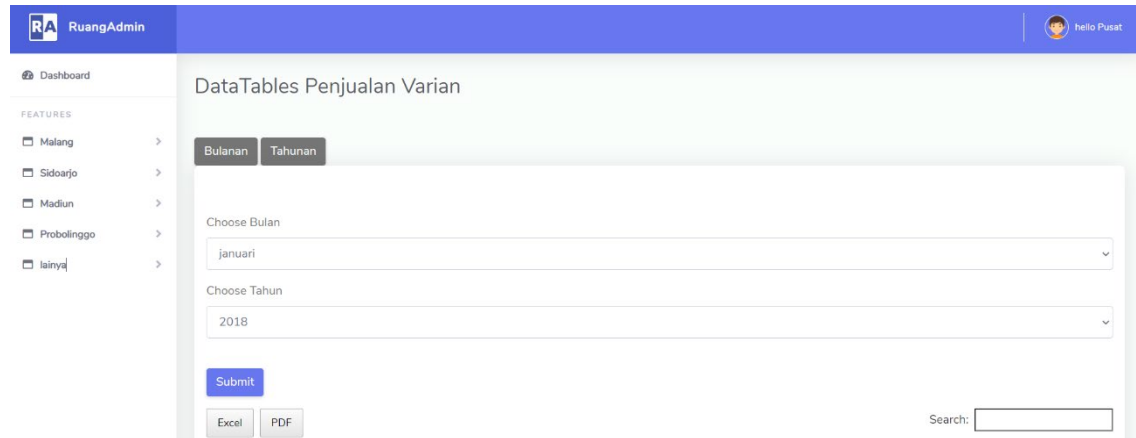 RA RuangAdmin
hello Pusat
Dashboard
FEATURES
Malang
Sidoarjo
Madiun
Probolinggo
lainya
DataTables Penjualan Varian
Bulanan Tahunan
Choose Bulan
januari
Choose Tahun
2018
Submit
Excel PDF
Search: